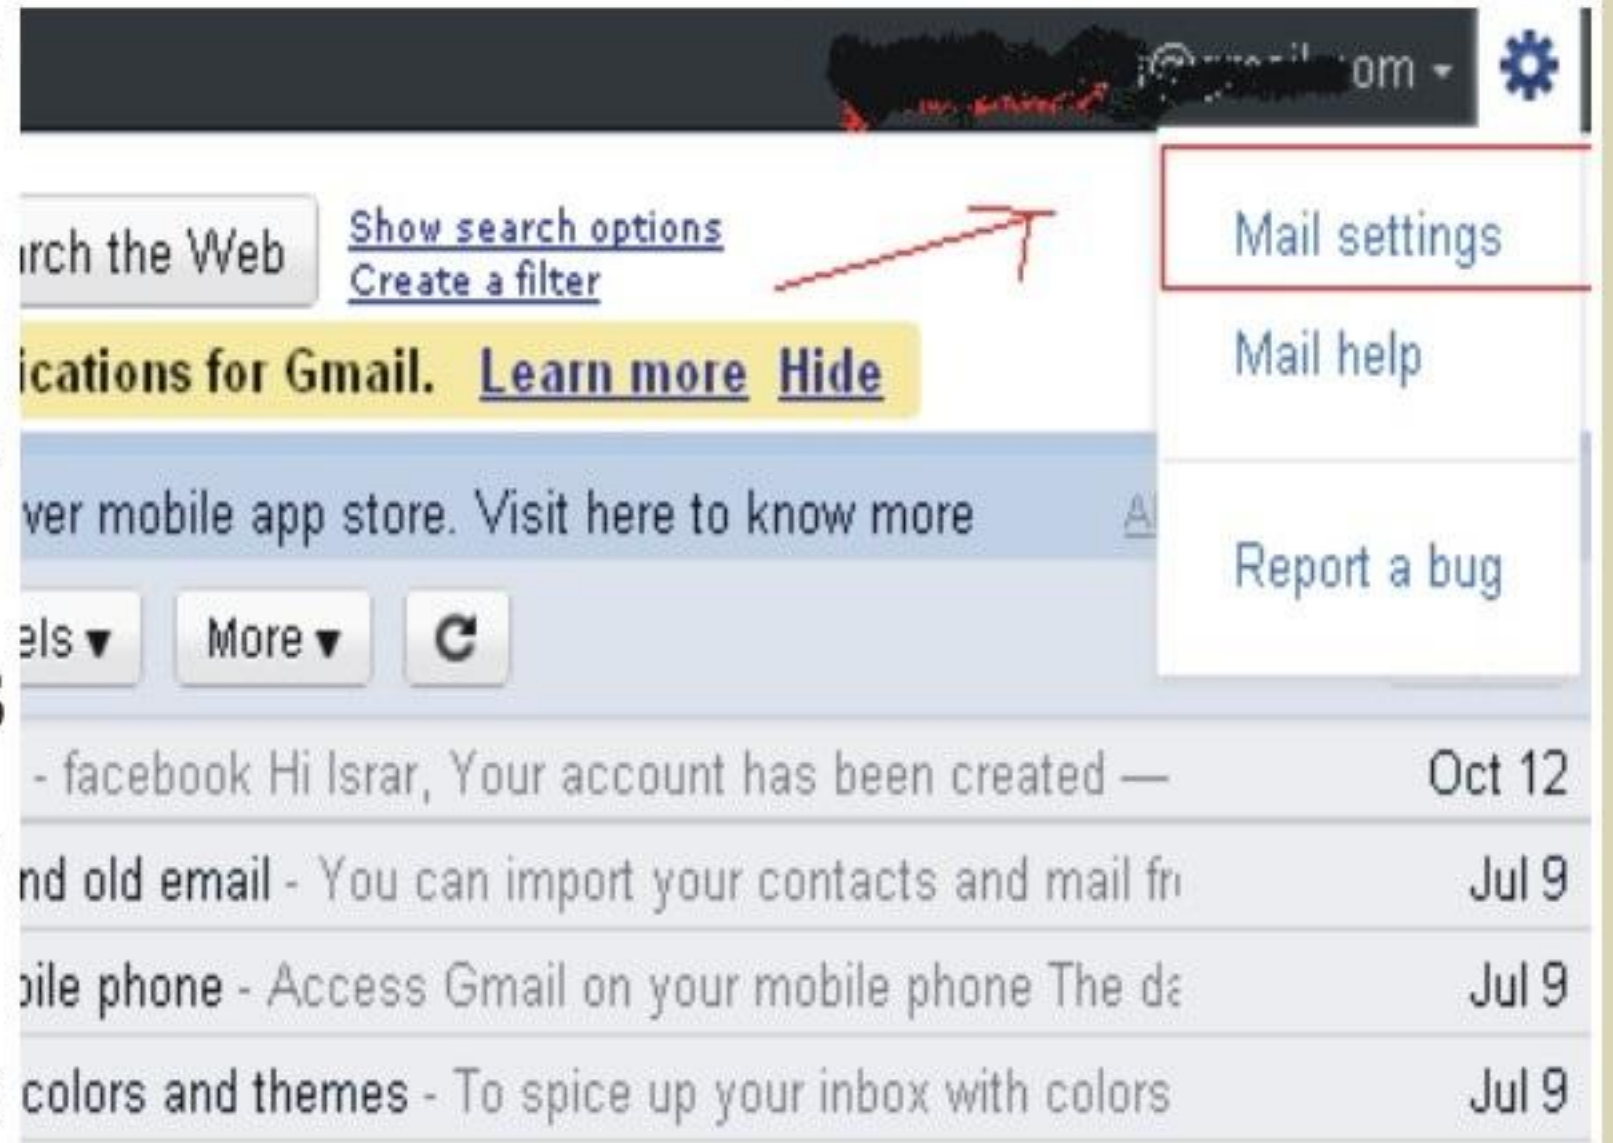 om
Mail settings
rch the Web
Show search options
Create a filter
Mail help
ications for Gmail. Learn more Hide
ver mobile app store. Visit here to know more
Report a bug
els ▾ More ▾
- facebook Hi Israr, Your account has been created — Oct 12
nd old email - You can import your contacts and mail Jul 9
bile phone - Access Gmail on your mobile phone The Jul 9
colors and themes - To spice up your inbox with colors Jul 9